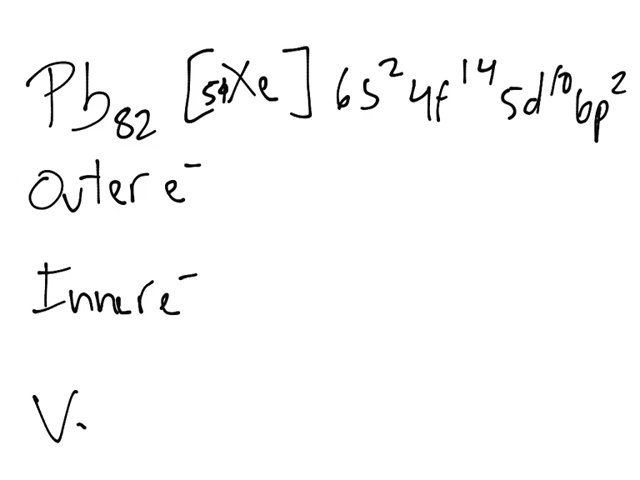 Pb₈₂ [₅₄Xe] 6s² 4f¹⁴ 5d¹⁰ 6p²
Outer e⁻
Inner e⁻
V.